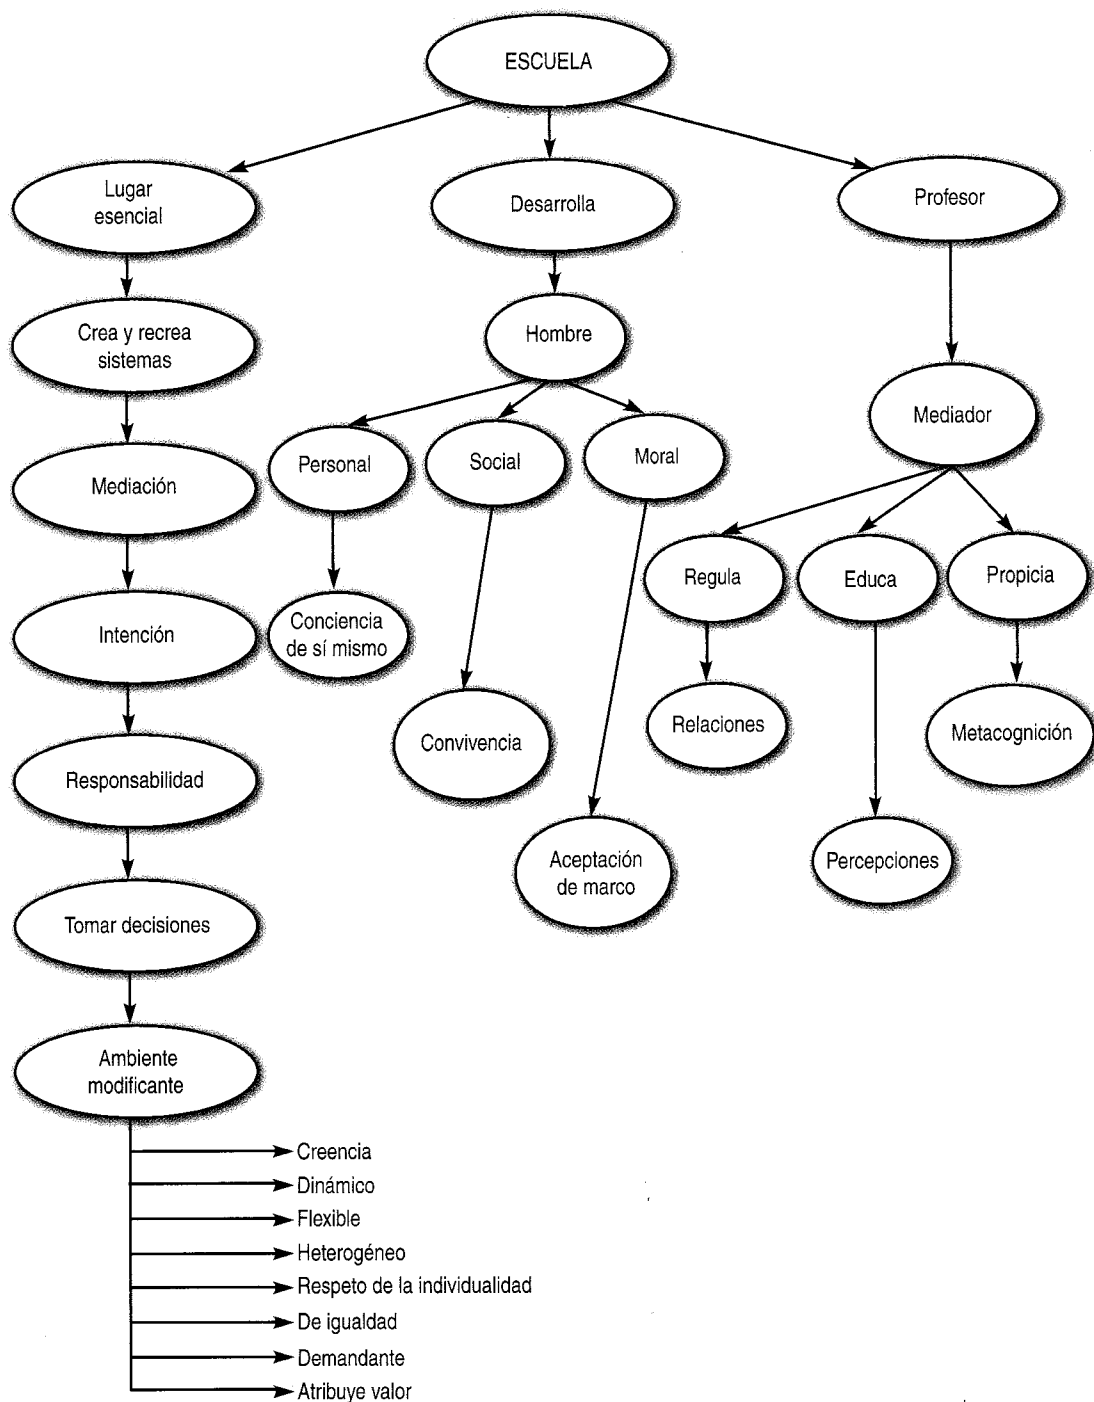 ESCUELA
Lugar
esencial
Desarrolla
Profesor
Crea y recrea
sistemas
Hombre
Mediador
Mediación
Personal
Social
Moral
Regula
Educa
Propicia
Intención
Conciencia
de sí mismo
Convivencia
Relaciones
Metacognición
Responsabilidad
Aceptación
de marco
Percepciones
Tomar decisiones
Ambiente
modificante
Creencia
Dinámico
Flexible
Heterogéneo
Respeto de la individualidad
De igualdad
Demandante
Atribuye valor